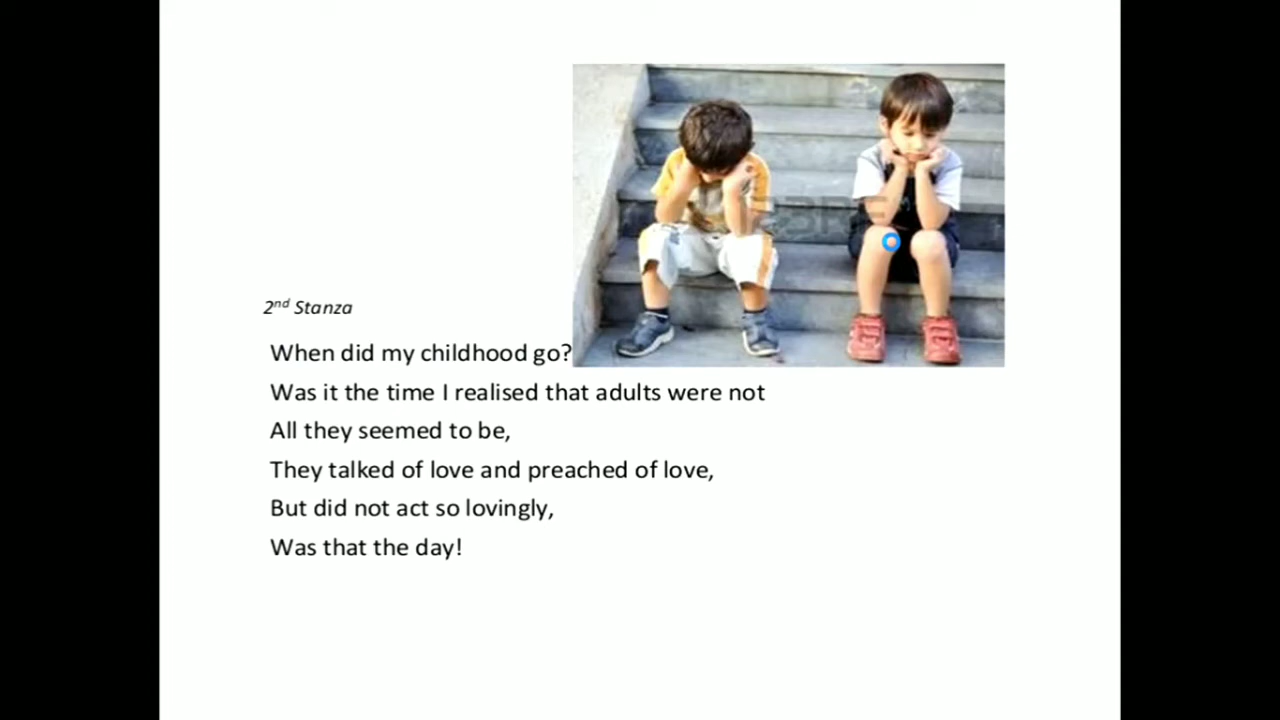 2nd Stanza
When did my childhood go?
Was it the time I realised that adults were not
All they seemed to be,
They talked of love and preached of love,
But did not act so lovingly,
Was that the day!